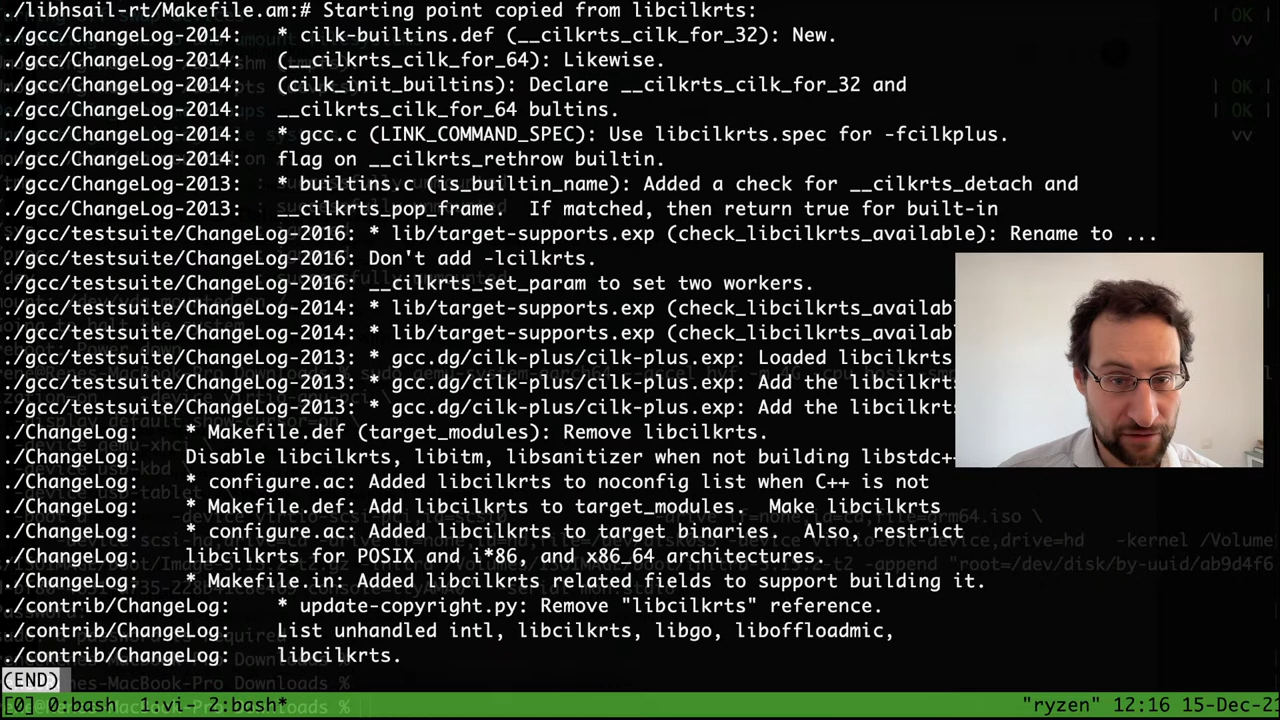 ./libhsail-rt/Makefile.am:# Starting point copied from libcilkrts:
./gcc/ChangeLog-2014:   * cilk-builtins.def (__cilkrts_cilk_for_32): New.
./gcc/ChangeLog-2014:   (__cilkrts_cilk_for_64): Likewise.
./gcc/ChangeLog-2014:   (cilk_init_builtins): Declare __cilkrts_cilk_for_32 and
./gcc/ChangeLog-2014:   __cilkrts_cilk_for_64 bultins.
./gcc/ChangeLog-2014:   * gcc.c (LINK_COMMAND_SPEC): Use libcilkrts.spec for -fcilkplus.
./gcc/ChangeLog-2014:   flag on __cilkrts_rethrow builtin.
./gcc/ChangeLog-2013:   * builtins.c (is_builtin_name): Added a check for __cilkrts_detach and
./gcc/ChangeLog-2013:   __cilkrts_pop_frame.  If matched, then return true for built-in
./gcc/testsuite/ChangeLog-2016: * lib/target-supports.exp (check_libcilkrts_available): Rename to ...
./gcc/testsuite/ChangeLog-2016: Don't add -lcilkrts.
./gcc/testsuite/ChangeLog-2016: __cilkrts_set_param to set two workers.
./gcc/testsuite/ChangeLog-2014: * lib/target-supports.exp (check_libcilkrts_availabl
./gcc/testsuite/ChangeLog-2014: * lib/target-supports.exp (check_libcilkrts_availabl
./gcc/testsuite/ChangeLog-2013: * gcc.dg/cilk-plus/cilk-plus.exp: Loaded libcilkrts
./gcc/testsuite/ChangeLog-2013: * gcc.dg/cilk-plus/cilk-plus.exp: Add the libcilkrt
./gcc/testsuite/ChangeLog-2013: * gcc.dg/cilk-plus/cilk-plus.exp: Add the libcilkrt
./ChangeLog:    * Makefile.def (target_modules): Remove libcilkrts.
./ChangeLog:    Disable libcilkrts, libitm, libsanitizer when not building libstdc+
./ChangeLog:    * configure.ac: Added libcilkrts to noconfig list when C++ is not
./ChangeLog:    * Makefile.def: Add libcilkrts to target_modules.  Make libcilkrts
./ChangeLog:    * configure.ac: Added libcilkrts to target binaries.  Also, restrict
./ChangeLog:    libcilkrts for POSIX and i*86, and x86_64 architectures.
./ChangeLog:    * Makefile.in: Added libcilkrts related fields to support building it.
./contrib/ChangeLog:    * update-copyright.py: Remove "libcilkrts" reference.
./contrib/ChangeLog:    List unhandled intl, libcilkrts, libgo, liboffloadmic,
./contrib/ChangeLog:    libcilkrts.
(END)
[0] 0:bash  1:vi- 2:bash*    "ryzen" 12:16 15-Dec-21